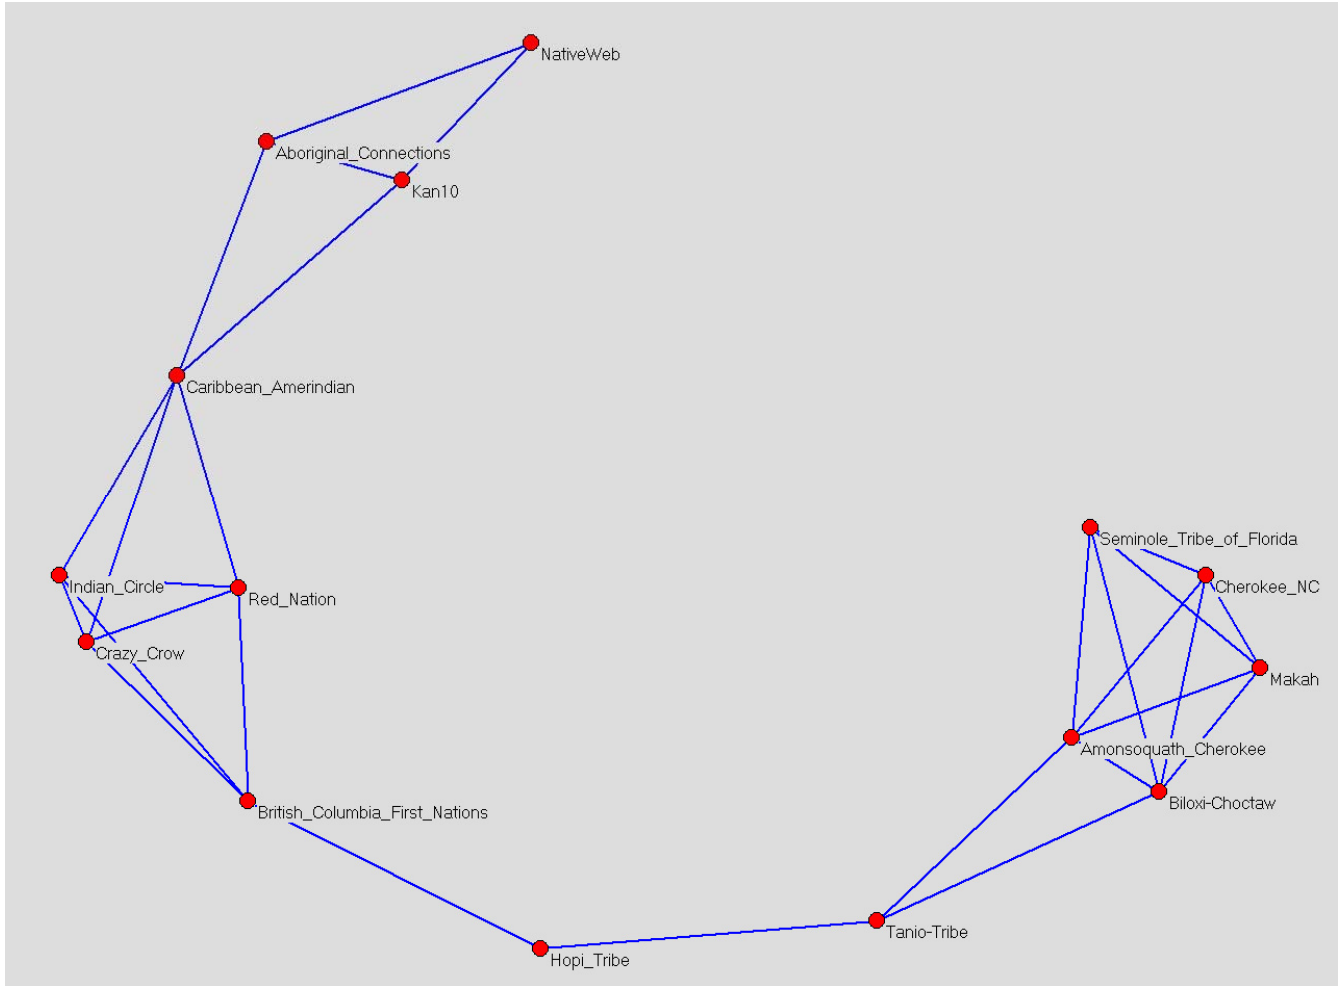 NativeWeb
Aboriginal_Connections
Kan10
Caribbean_Amerindian
Seminole_Tribe_of_Florida
Indian_Circle
Cherokee_NC
Red_Nation
Crazy_Crow
Makah
Amonsoquath_Cherokee
Biloxi-Choctaw
British_Columbia_First_Nations
Tanio-Tribe
Hopi_Tribe